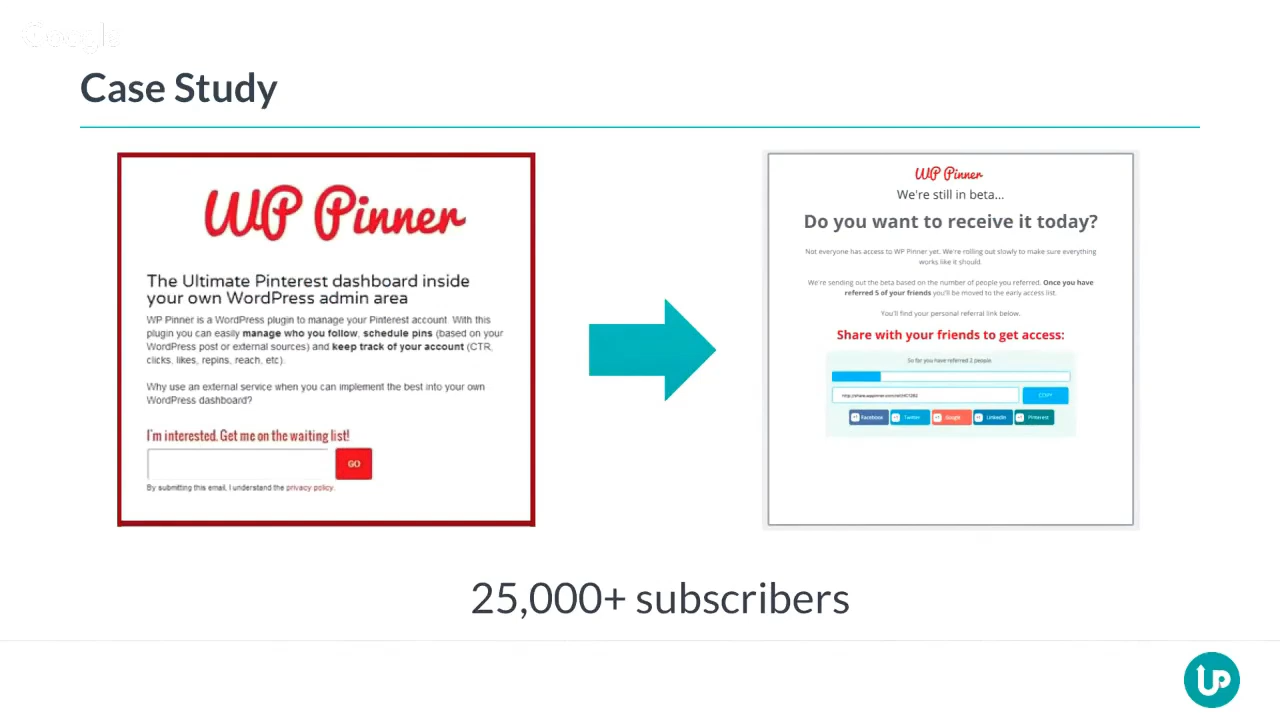 Google
Case Study
WP Pinner
The Ultimate Pinterest dashboard inside
your own WordPress admin area
WP Pinner is a WordPress plugin to manage your Pinterest account. With this
plugin you can easily manage who you follow, schedule pins (based on your
WordPress post or external sources) and keep track of your account (CTR,
clicks, likes, repins, reach, etc).
Why use an external service when you can implement the best into your own
WordPress dashboard?
I'm interested. Get me on the waiting list!
GO
By submitting this email, I understand the privacy policy.
WP Pinner
We're still in beta...
Do you want to receive it today?
Not everyone has access to WP Pinner yet. We're rolling out slowly to make sure everything
works like it should.
We're sending out the beta based on the number of people you referred. Once you have
referred 5 of your friends you'll be moved to the early access list.
You'll find your personal referral link below.
Share with your friends to get access:
So far you have referred 2 people.
COPY
+1 Facebook +1 Twitter +1 Google +1 LinkedIn +1 Pinterest
25,000+ subscribers
UP